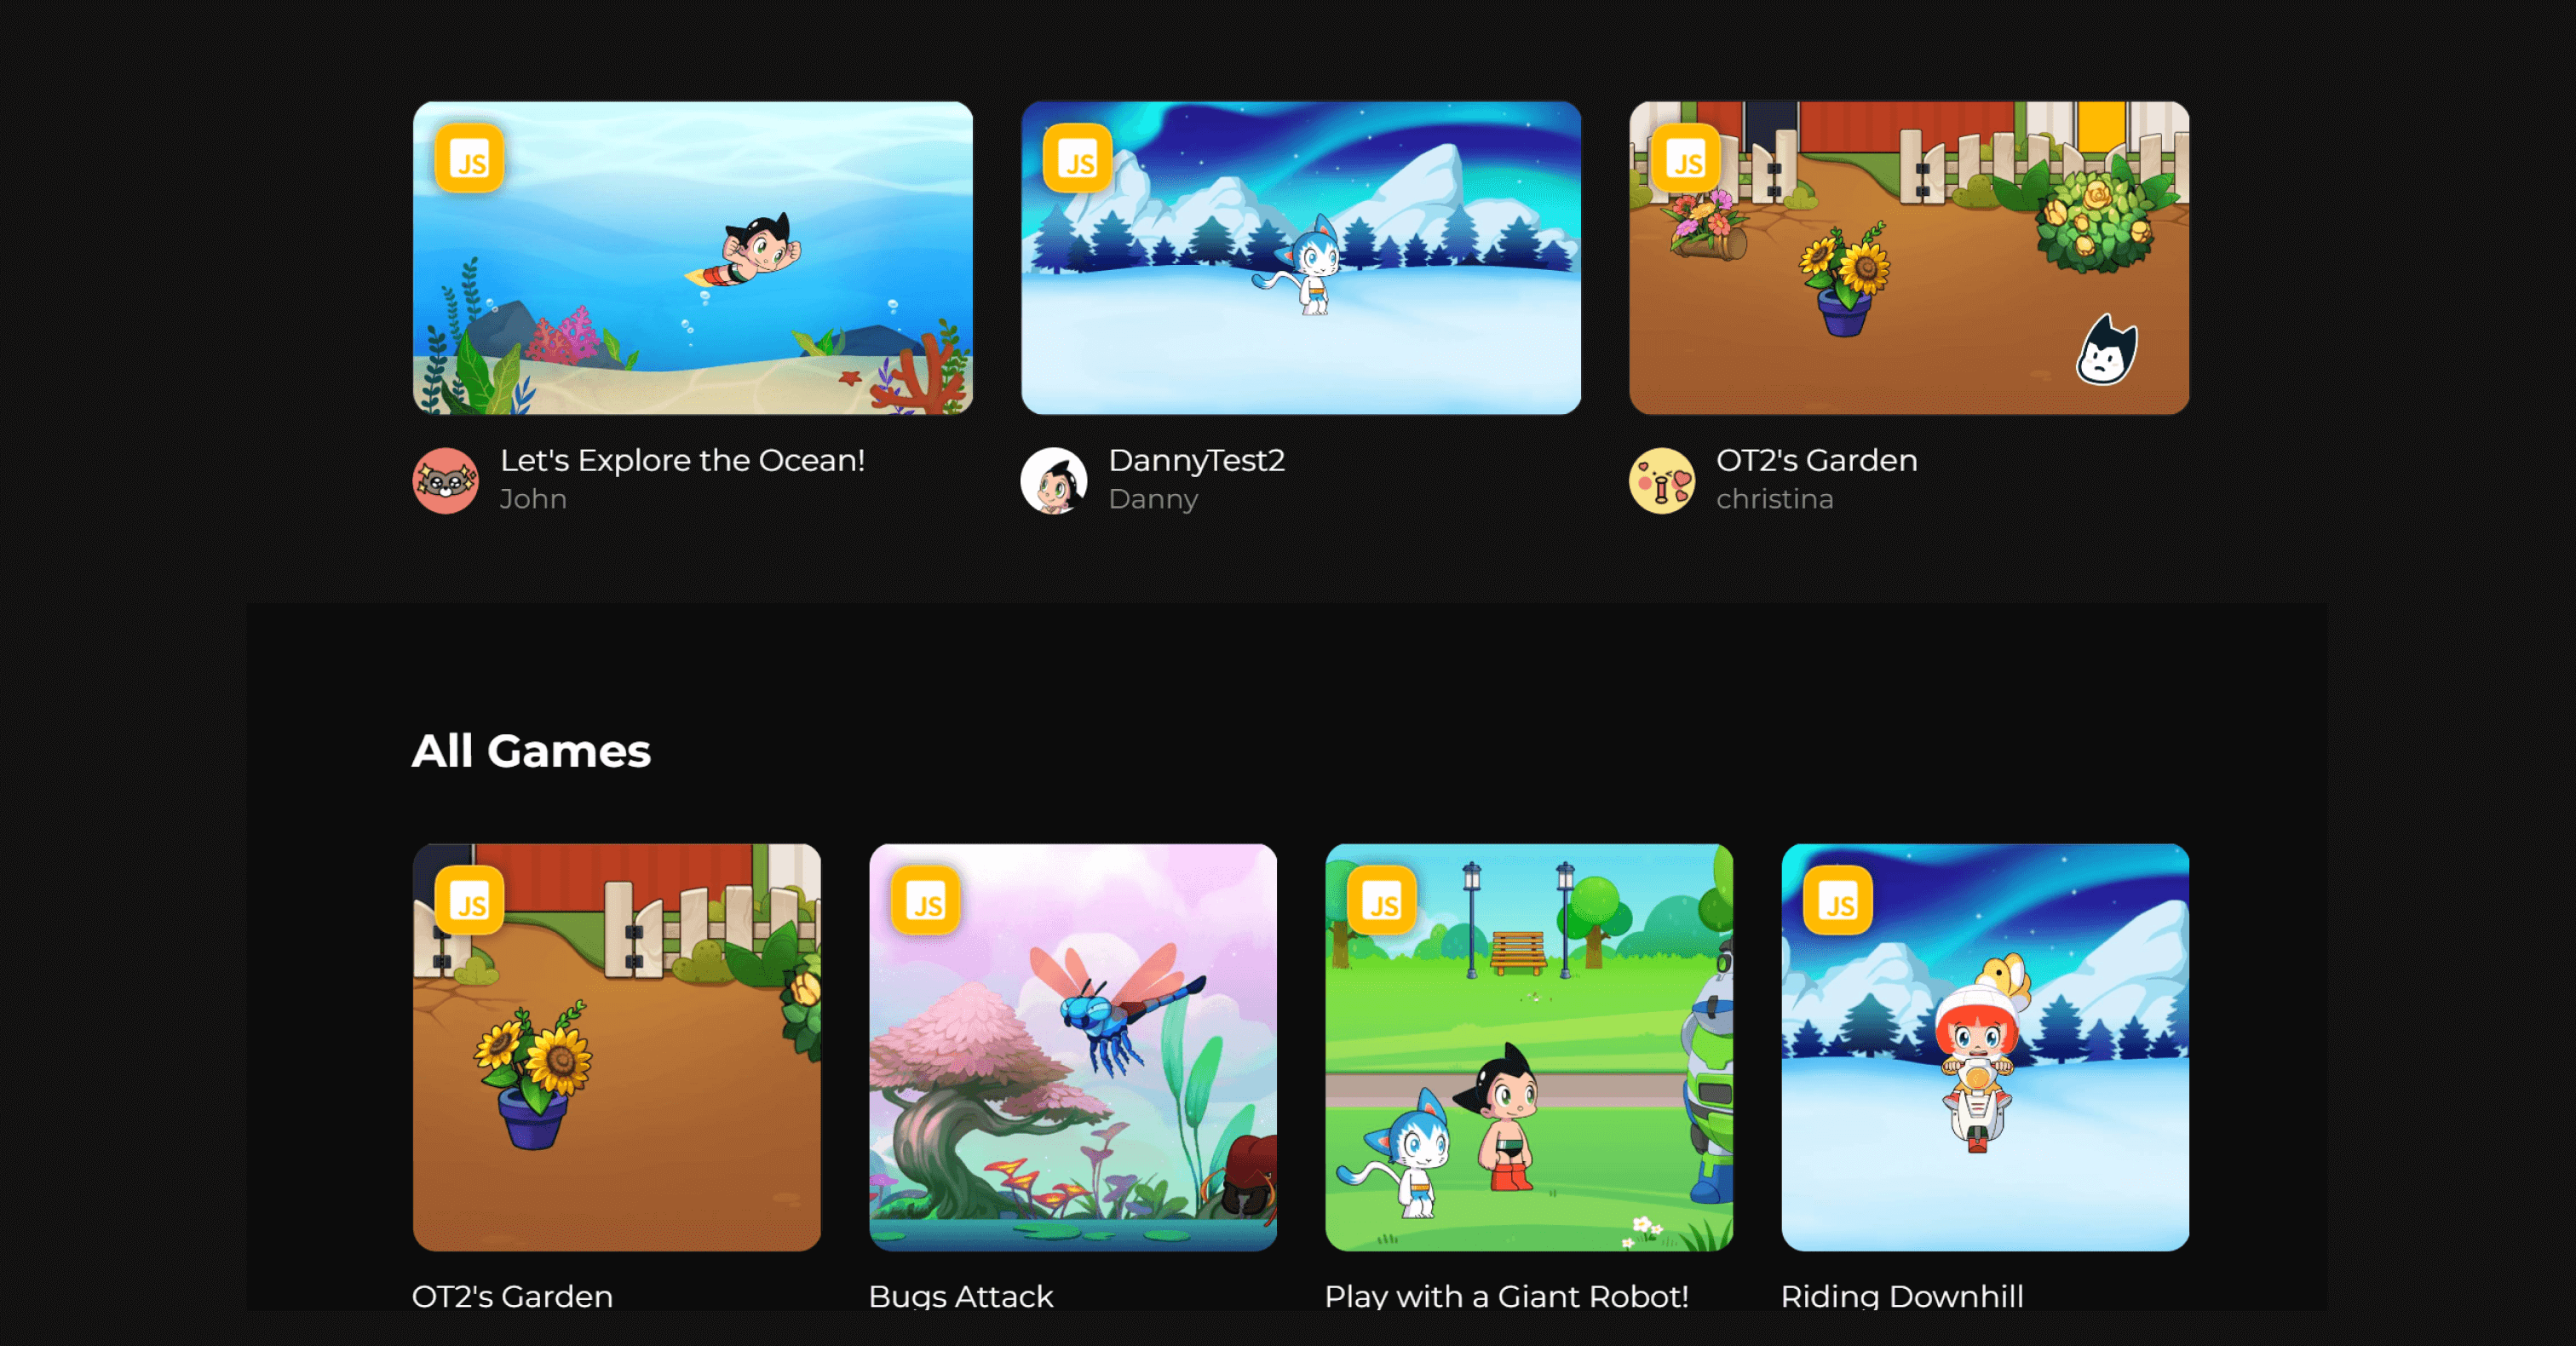 JS
JS
JS
Let's Explore the Ocean!
John
DannyTest2
Danny
OT2's Garden
christina
All Games
JS
JS
JS
JS
OT2's Garden
Bugs Attack
Play with a Giant Robot!
Riding Downhill